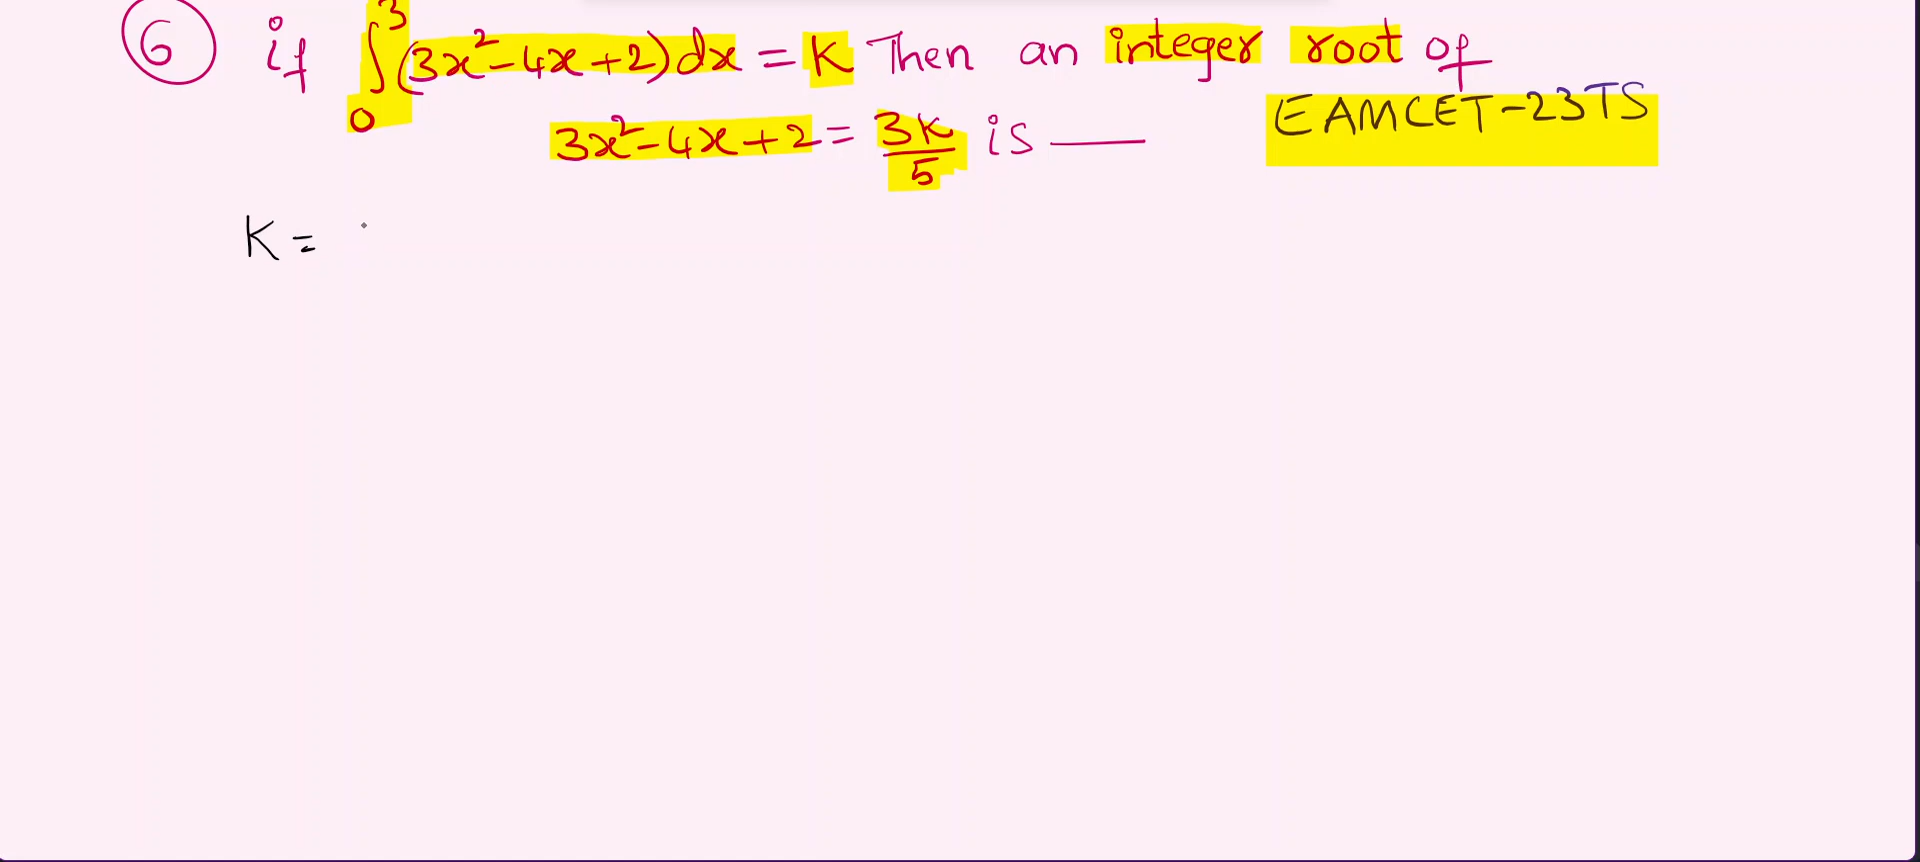 6 if ∫₀³ (3x²-4x+2)dx = K Then an integer root of
3x²-4x+2 = 3K/5 is ___ EAMCET-23TS
K =